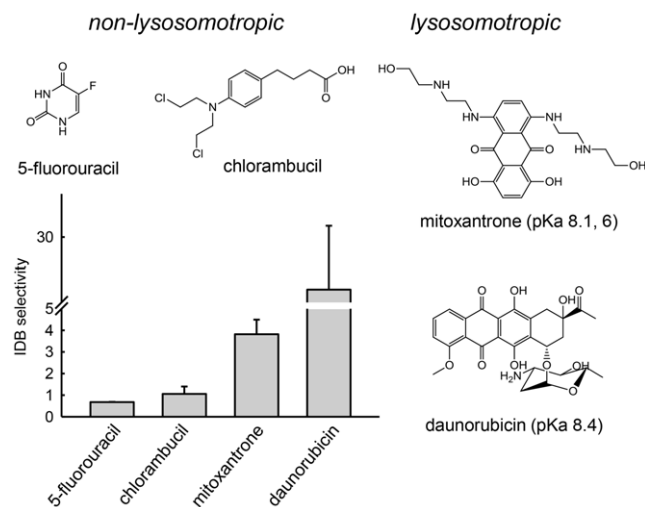 non-lysosomotropic
lysosomotropic
O
F
HN
O
N
H
5-fluorouracil
Cl
N
Cl
OH
O
chlorambucil
HO
NH
HN
O
O
NH
NH
OH
OH
OH
mitoxantrone (pKa 8.1, 6)
IDB selectivity
30
5
4
3
2
1
0
5-fluorouracil
chlorambucil
mitoxantrone
daunorubicin
O
OH
OH
O
O
O
OH
O
H₂N
OH
O
daunorubicin (pKa 8.4)